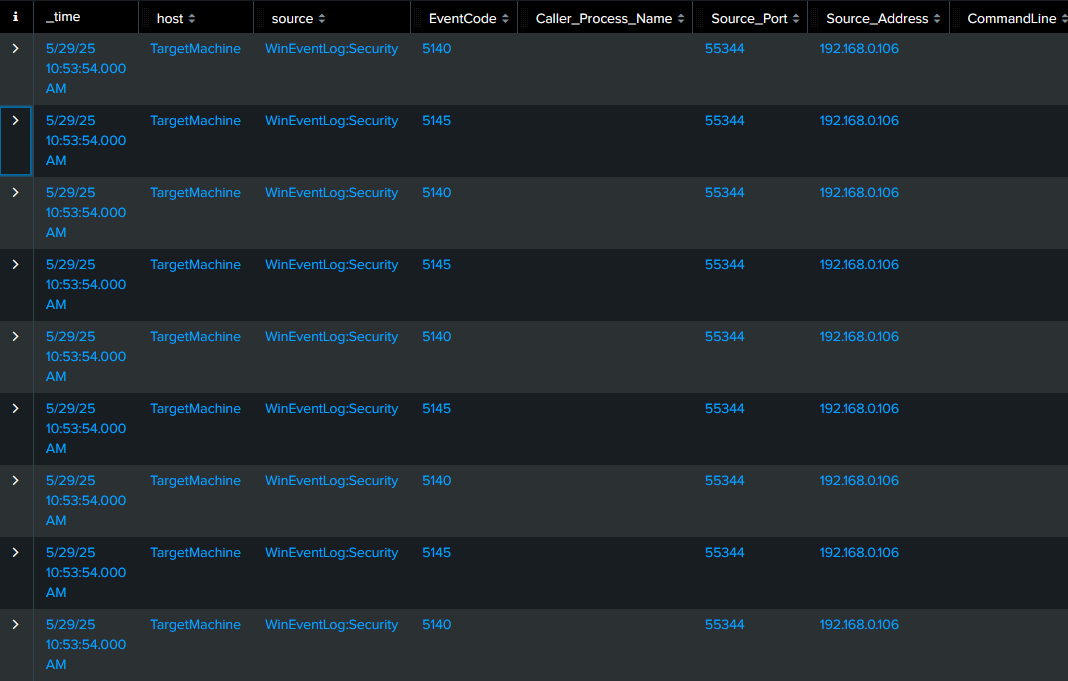 i _time host source EventCode Caller_Process_Name Source_Port Source_Address CommandLine
5/29/25 TargetMachine WinEventLog:Security 5140 55344 192.168.0.106
10:53:54.000
AM
5/29/25 TargetMachine WinEventLog:Security 5145 55344 192.168.0.106
10:53:54.000
AM
5/29/25 TargetMachine WinEventLog:Security 5140 55344 192.168.0.106
10:53:54.000
AM
5/29/25 TargetMachine WinEventLog:Security 5145 55344 192.168.0.106
10:53:54.000
AM
5/29/25 TargetMachine WinEventLog:Security 5140 55344 192.168.0.106
10:53:54.000
AM
5/29/25 TargetMachine WinEventLog:Security 5145 55344 192.168.0.106
10:53:54.000
AM
5/29/25 TargetMachine WinEventLog:Security 5140 55344 192.168.0.106
10:53:54.000
AM
5/29/25 TargetMachine WinEventLog:Security 5145 55344 192.168.0.106
10:53:54.000
AM
5/29/25 TargetMachine WinEventLog:Security 5140 55344 192.168.0.106
10:53:54.000
AM